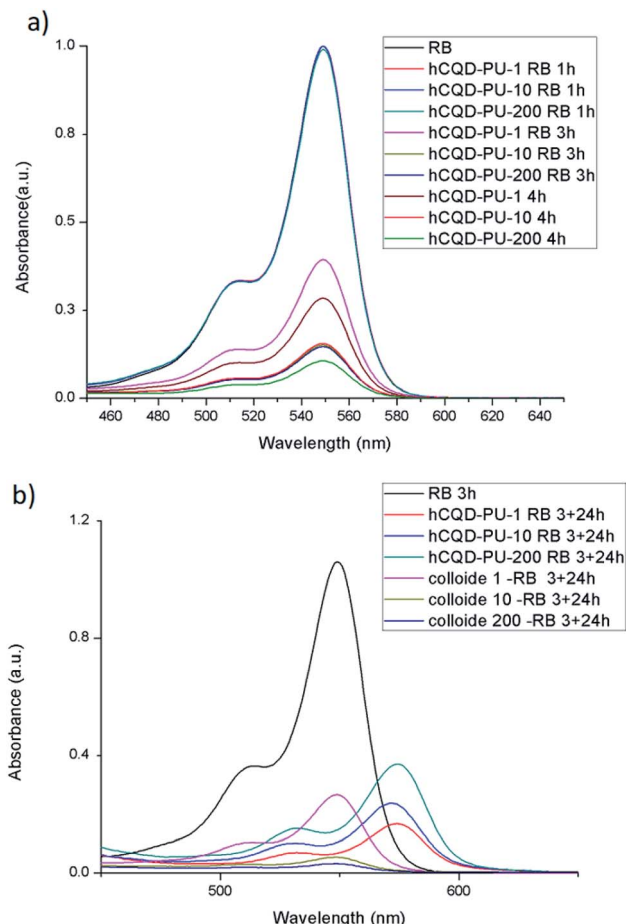 a)
1.0
0.8
0.5
0.3
0.0
Absorbance(a.u.)
RB
hCQD-PU-1 RB 1h
hCQD-PU-10 RB 1h
hCQD-PU-200 RB 1h
hCQD-PU-1 RB 3h
hCQD-PU-10 RB 3h
hCQD-PU-200 RB 3h
hCQD-PU-1 4h
hCQD-PU-10 4h
hCQD-PU-200 4h
460 480 500 520 540 560 580 600 620 640
Wavelength (nm)
b)
1.2
0.8
0.4
0.0
Absorbance (a.u.)
RB 3h
hCQD-PU-1 RB 3+24h
hCQD-PU-10 RB 3+24h
hCQD-PU-200 RB 3+24h
colloide 1 -RB 3+24h
colloide 10 -RB 3+24h
colloide 200 -RB 3+24h
500 600
Wavelength (nm)